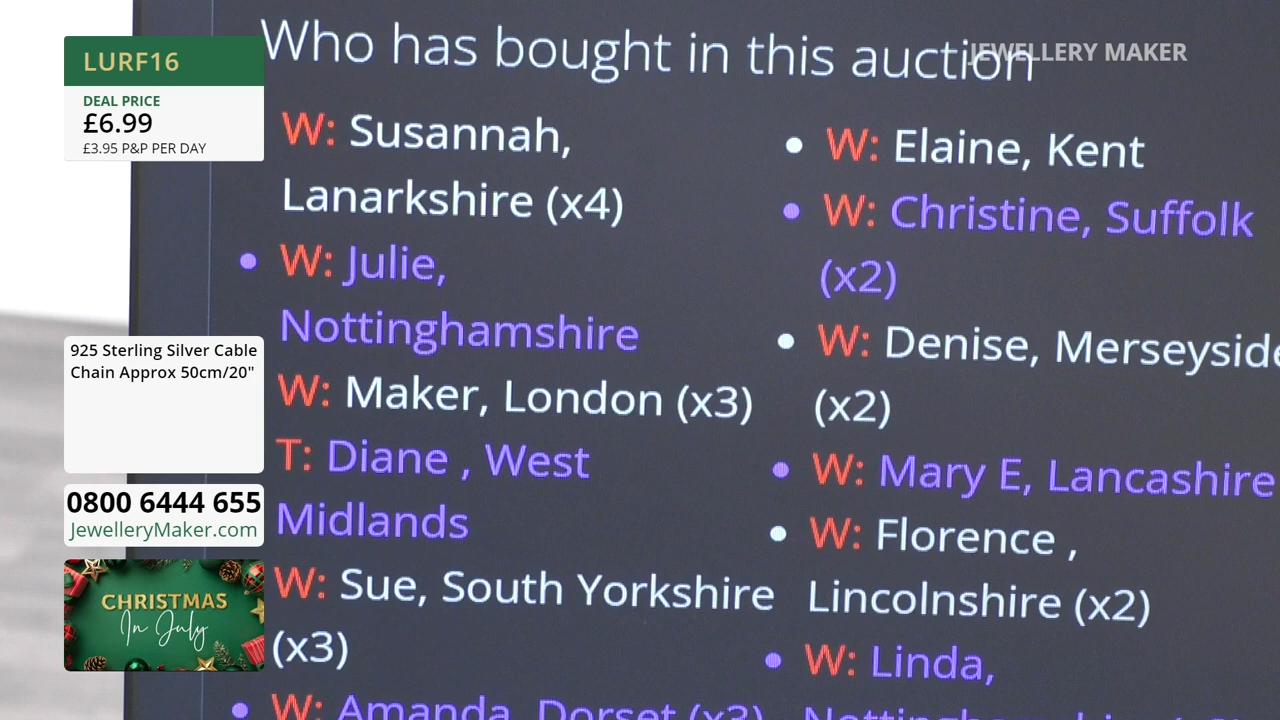 LURF16
DEAL PRICE
£6.99
£3.95 P&P PER DAY
925 Sterling Silver Cable
Chain Approx 50cm/20"
0800 6444 655
JewelleryMaker.com
CHRISTMAS
In July
JEWELLERY MAKER
Who has bought in this auction
W: Susannah,
Lanarkshire (x4)
W: Julie,
Nottinghamshire
W: Maker, London (x3)
T: Diane , West
Midlands
W: Sue, South Yorkshire
(x3)
W: Amanda, Dorset (x3)
W: Elaine, Kent
W: Christine, Suffolk
(x2)
W: Denise, Merseyside
(x2)
W: Mary E, Lancashire
W: Florence ,
Lincolnshire (x2)
W: Linda,